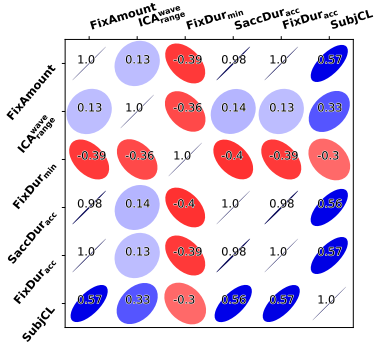 FixAmount ICA^wave_range FixDur_min SaccDur_acc FixDur_acc SubjCL
FixAmount 1.0 0.13 -0.39 0.98 1.0 0.57
ICA^wave_range 0.13 1.0 -0.36 0.14 0.13 0.33
FixDur_min -0.39 -0.36 1.0 -0.4 -0.39 -0.3
SaccDur_acc 0.98 0.14 -0.4 1.0 0.98 0.56
FixDur_acc 1.0 0.13 -0.39 0.98 1.0 0.57
SubjCL 0.57 0.33 -0.3 0.56 0.57 1.0